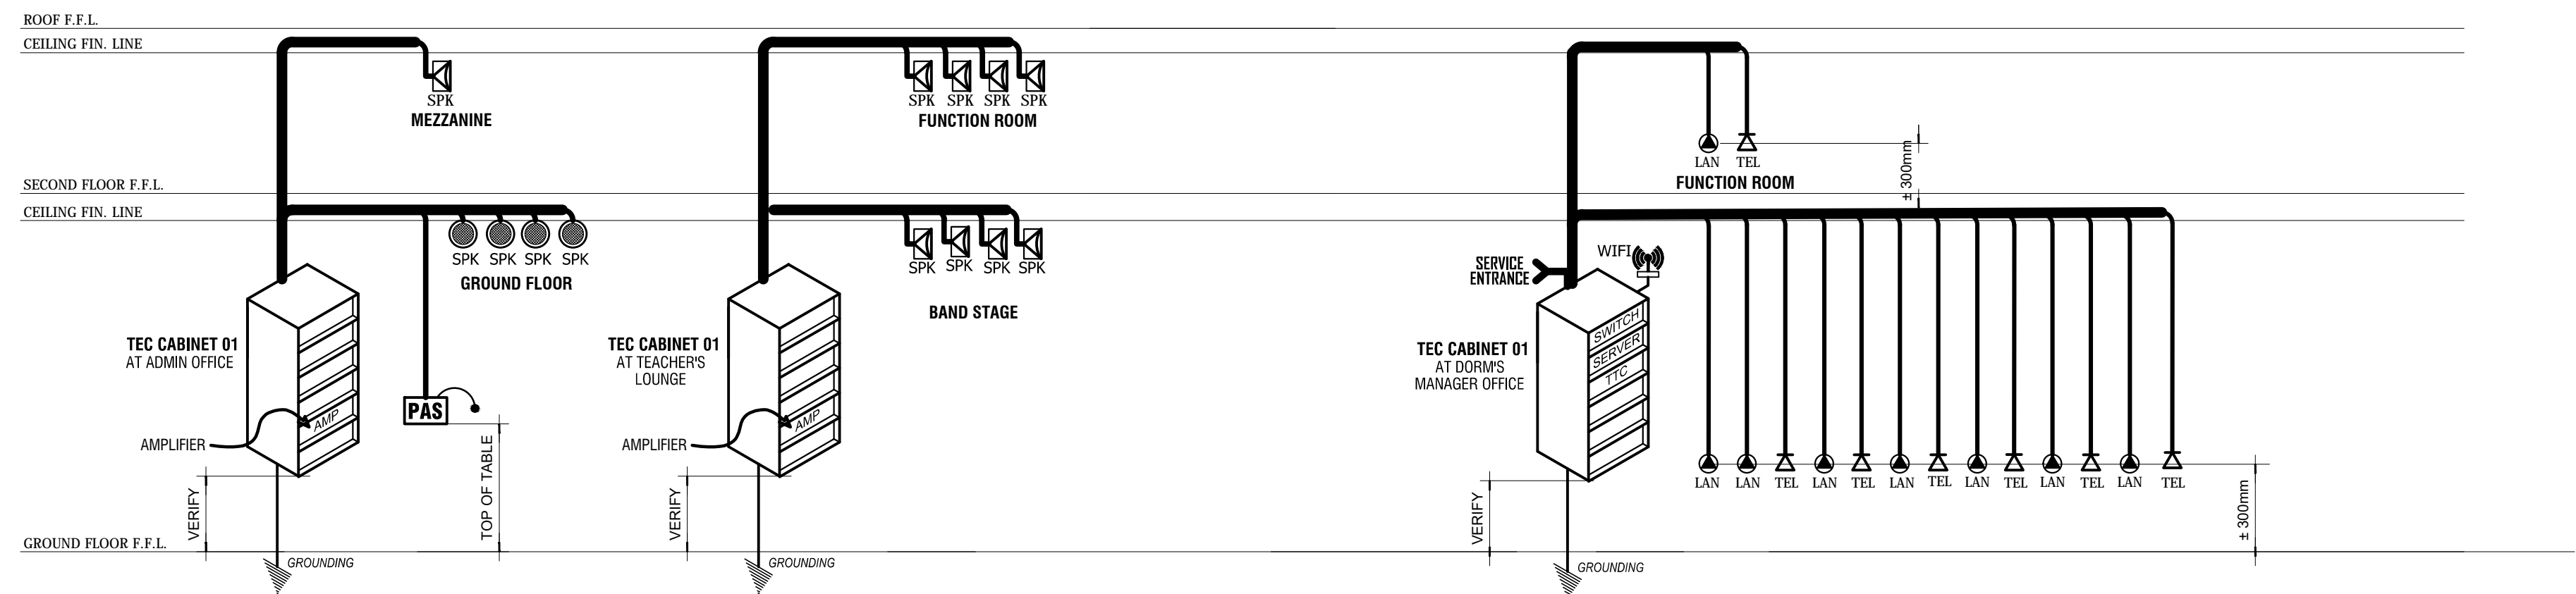 ROOF F.F.L.
CEILING FIN. LINE
SPK
MEZZANINE
SPK SPK SPK SPK
FUNCTION ROOM
LAN TEL
FUNCTION ROOM
± 300mm
SECOND FLOOR F.F.L.
CEILING FIN. LINE
SPK SPK SPK SPK
GROUND FLOOR
SPK SPK SPK SPK
BAND STAGE
WIFI
SERVICE
ENTRANCE
TEC CABINET 01
AT ADMIN OFFICE
AMP
AMPLIFIER
PAS
TOP OF TABLE
VERIFY
TEC CABINET 01
AT TEACHER'S
LOUNGE
AMP
AMPLIFIER
VERIFY
TEC CABINET 01
AT DORM'S
MANAGER OFFICE
SWITCH
SERVER
TTC
VERIFY
LAN LAN TEL LAN TEL LAN TEL LAN TEL LAN TEL LAN TEL
± 300mm
GROUND FLOOR F.F.L.
GROUNDING
GROUNDING
GROUNDING